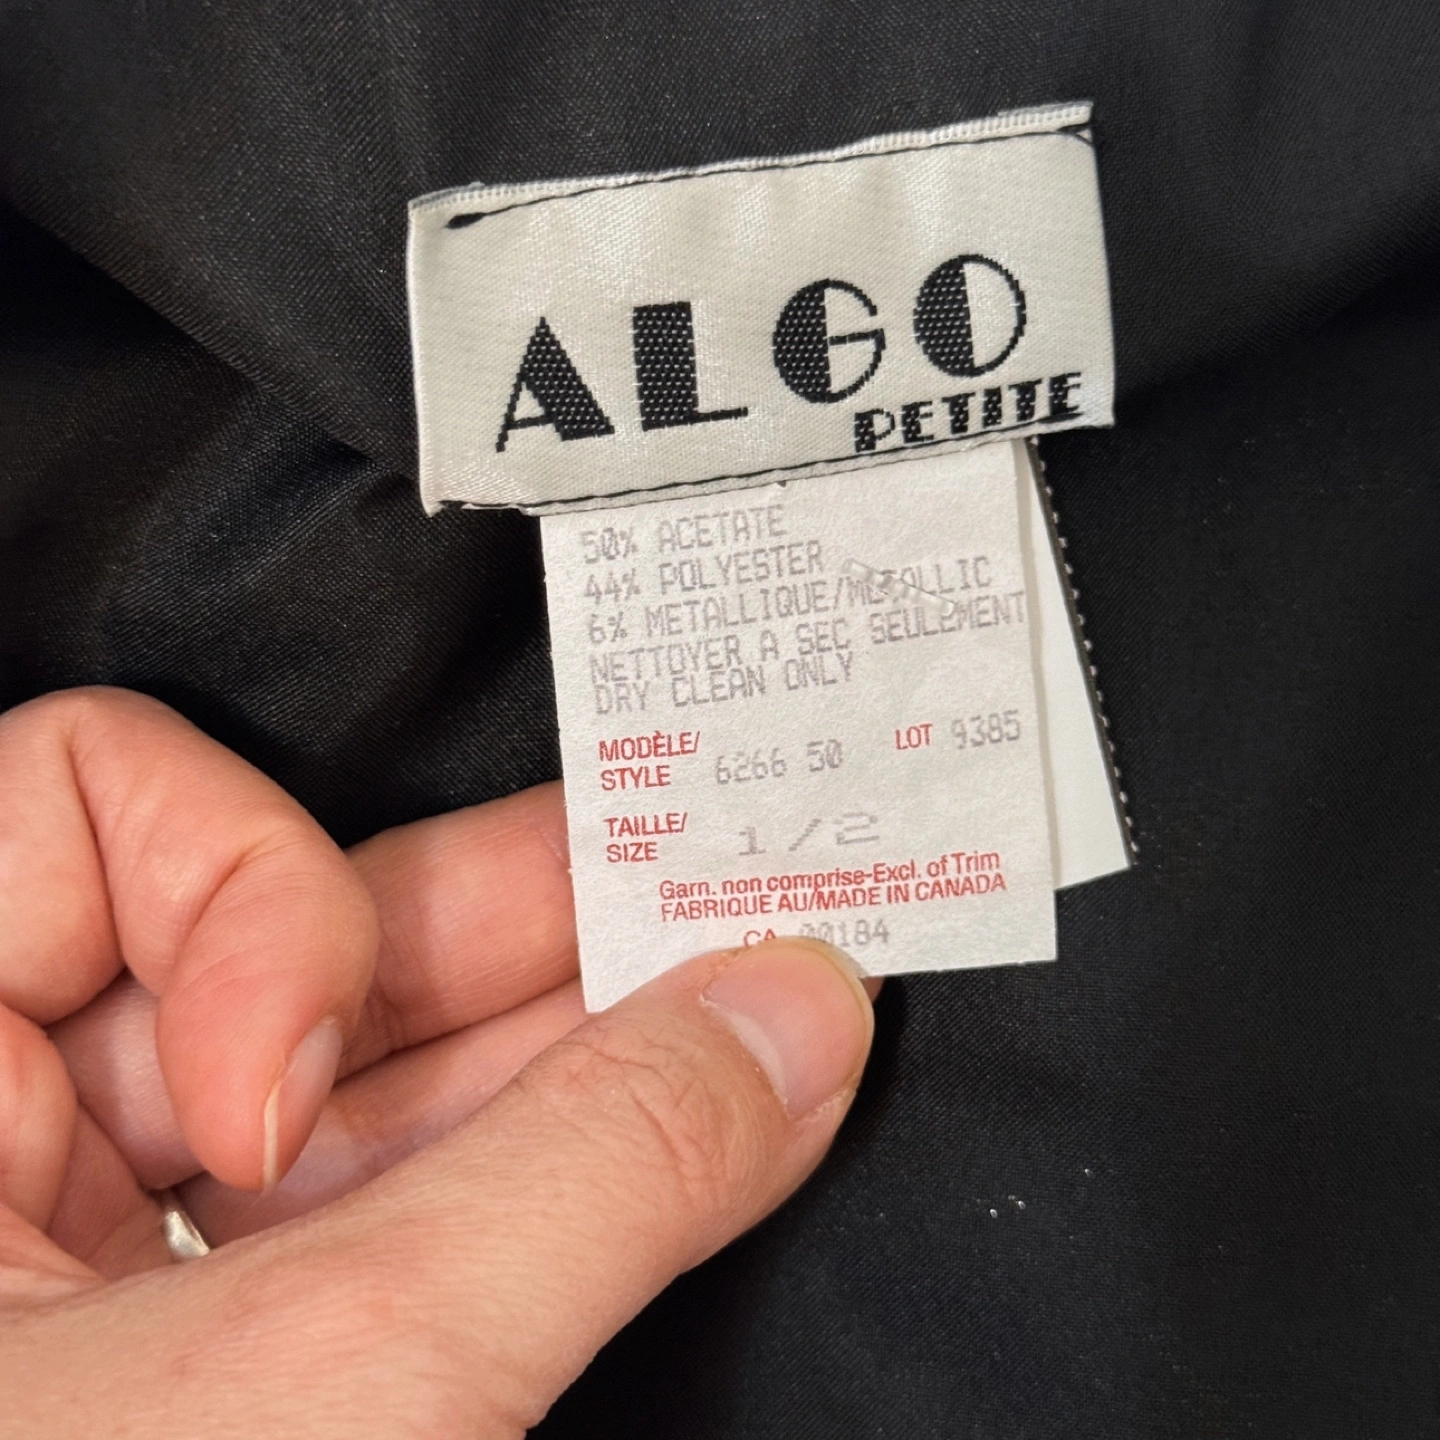 ALGO
PETITE
50% ACETATE
44% POLYESTER
6% METALLIQUE/METALLIC
NETTOYER A SEC SEULEMENT
DRY CLEAN ONLY
MODÈLE/
STYLE 6266 50 LOT 9385
TAILLE/
SIZE 1/2
Garn. non comprise-Excl. of Trim
FABRIQUE AU/MADE IN CANADA
CA 00184